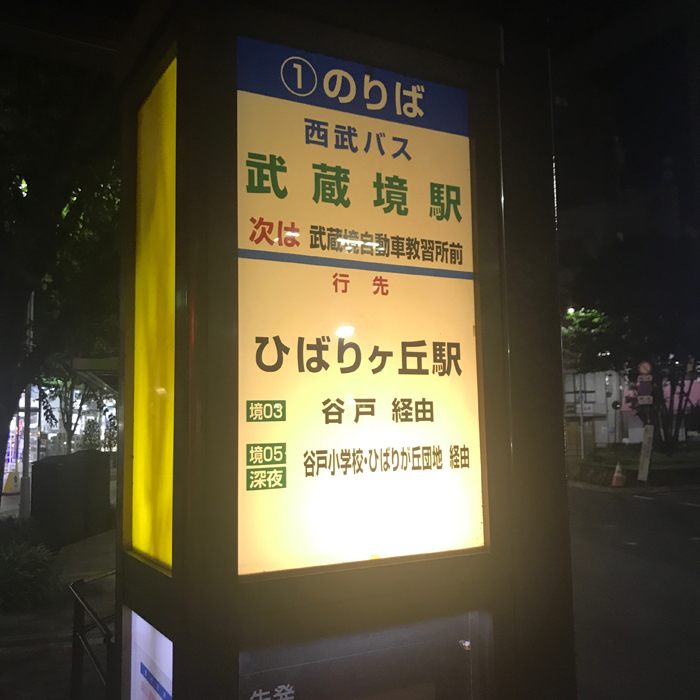 ①のりば
西武バス
武蔵境駅
次は 武蔵境自動車教習所前
行先
ひばりヶ丘駅
境03 谷戸 経由
境05 谷戸小学校・ひばりが丘団地 経由
深夜
先発